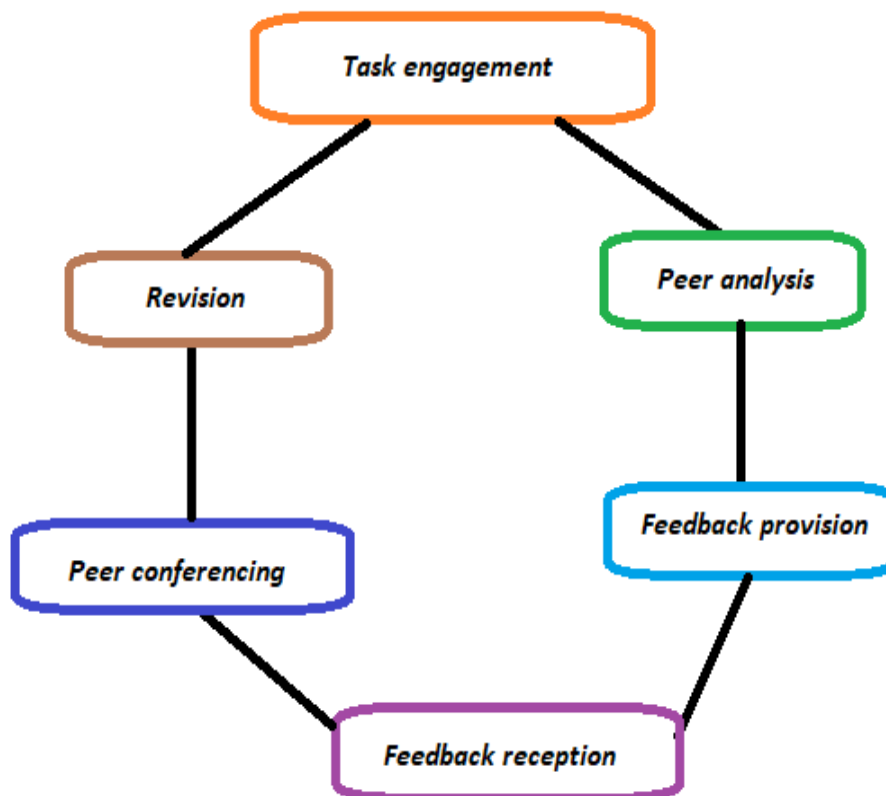 Task engagement
Peer analysis
Revision
Feedback provision
Peer conferencing
Feedback reception